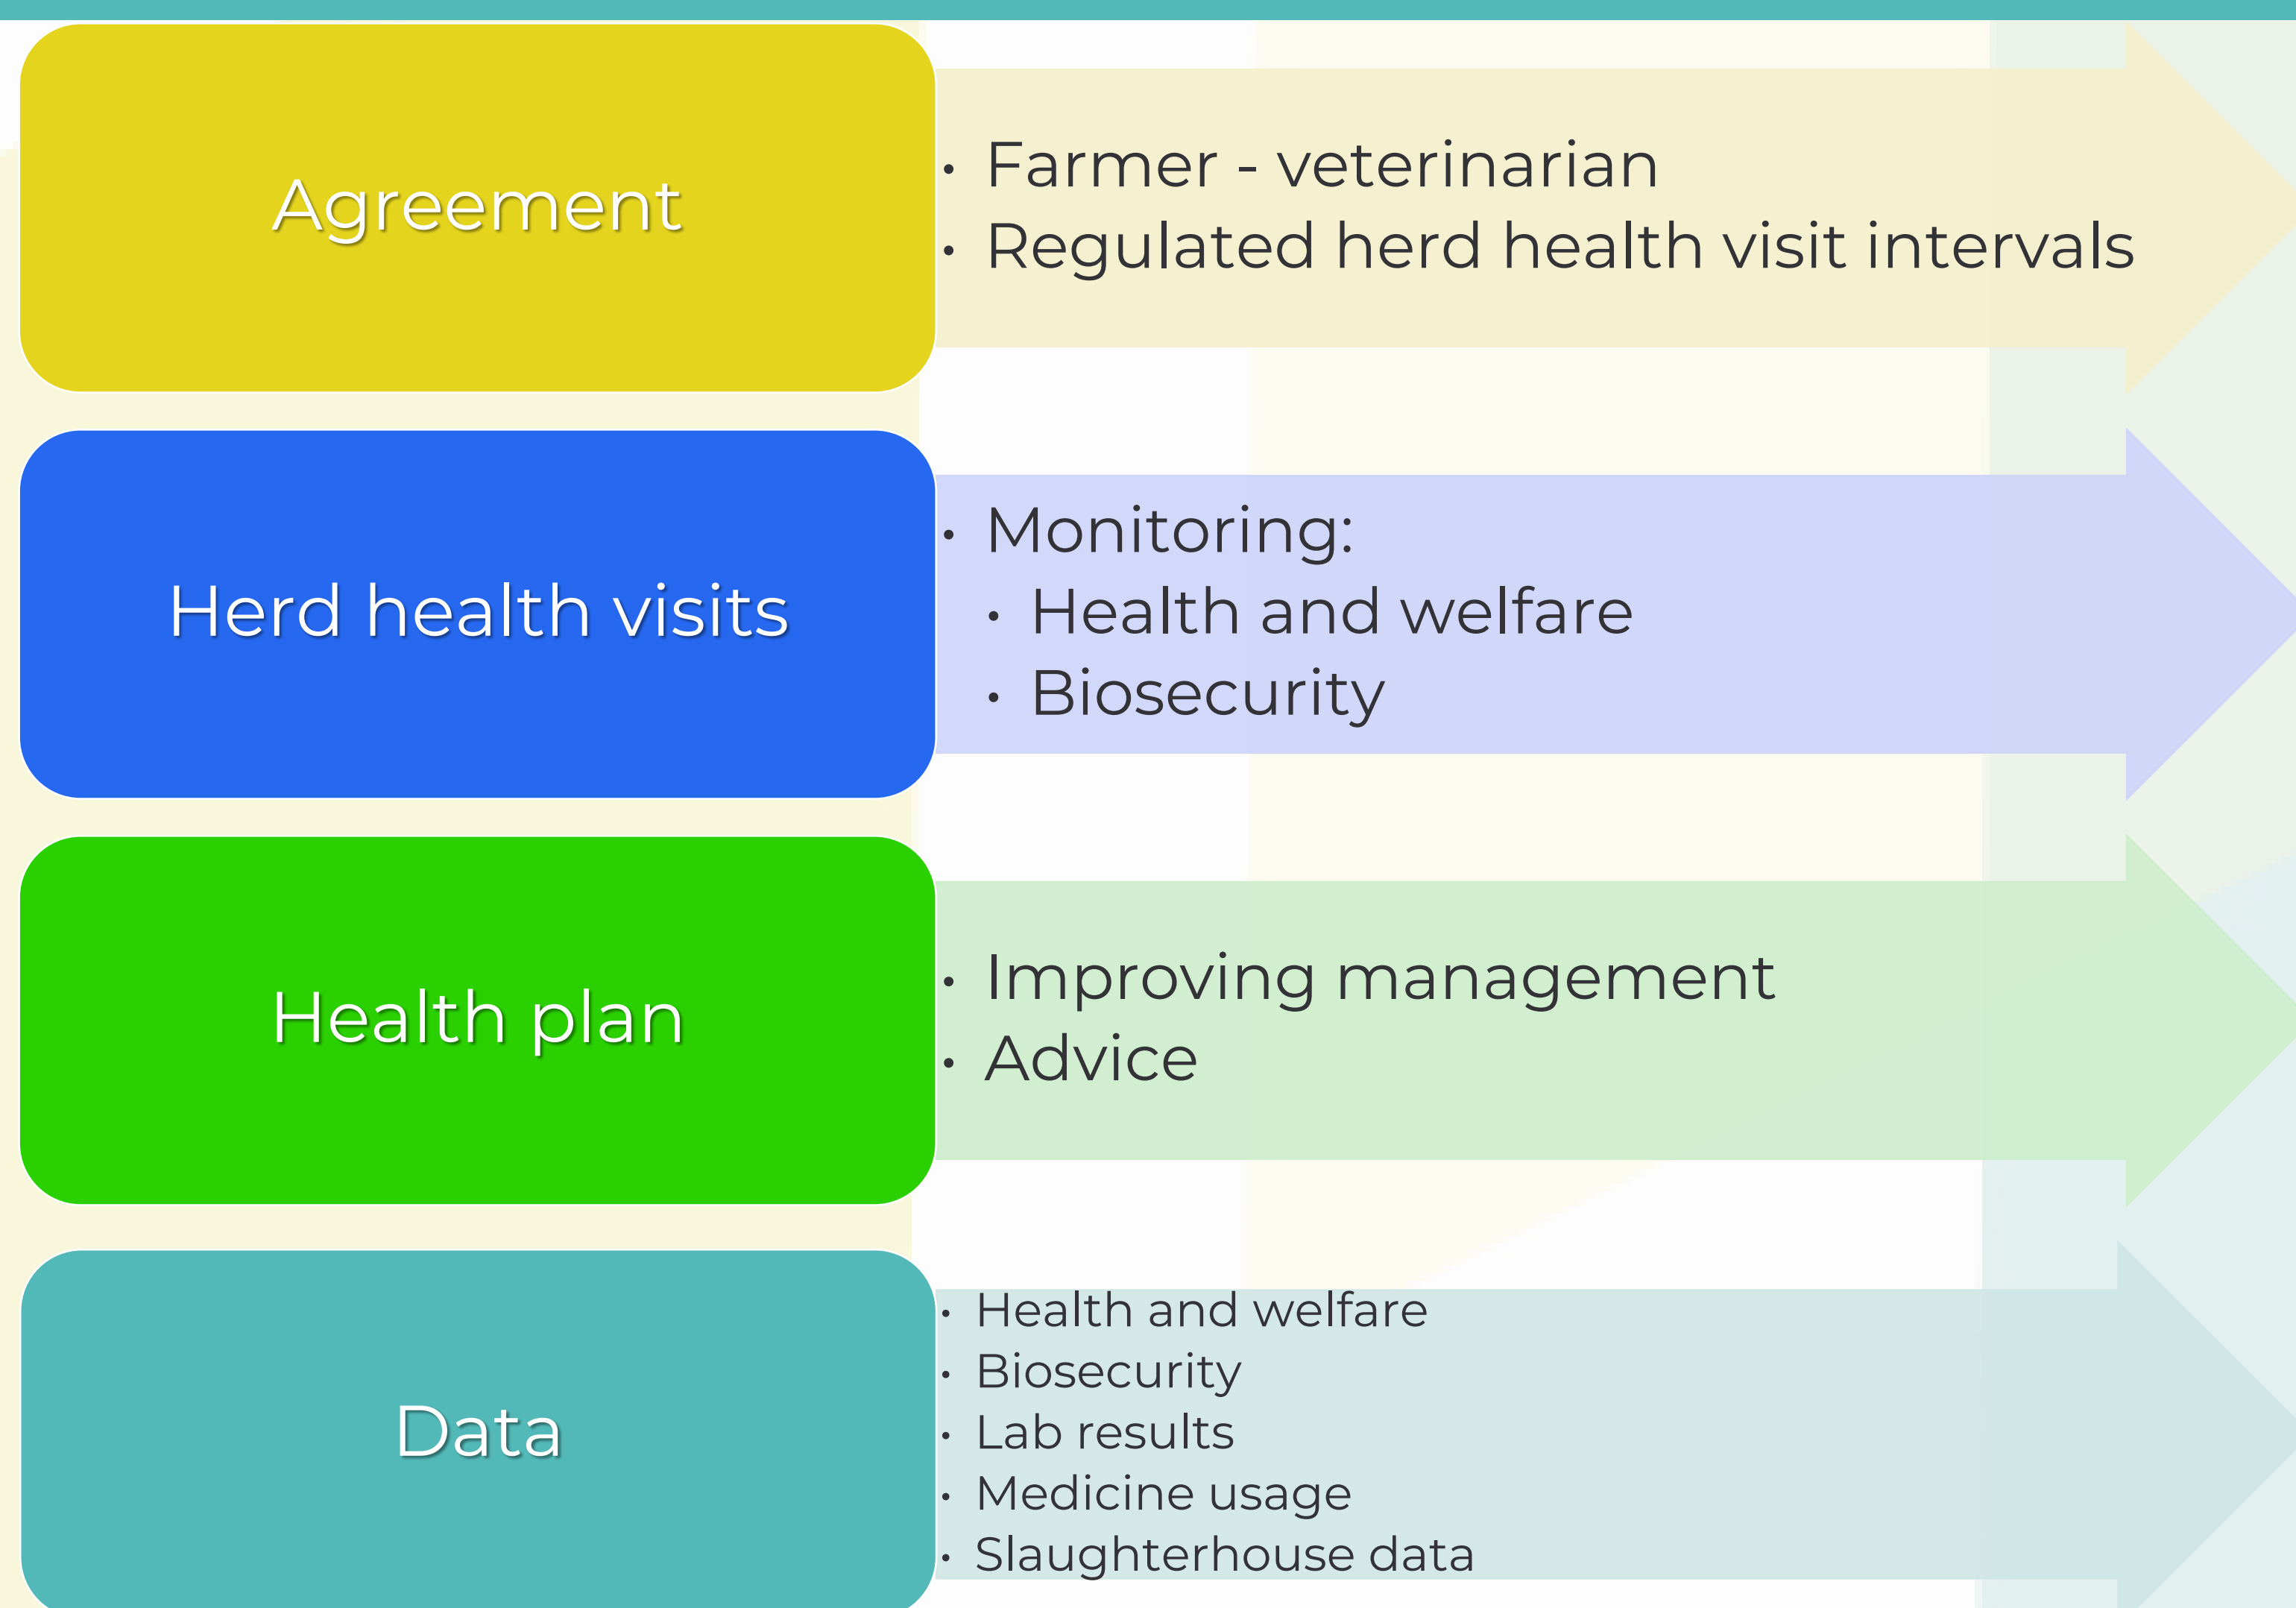 Agreement
• Farmer - veterinarian
• Regulated herd health visit intervals
Herd health visits
• Monitoring:
• Health and welfare
• Biosecurity
Health plan
• Improving management
• Advice
Data
• Health and welfare
• Biosecurity
• Lab results
• Medicine usage
• Slaughterhouse data